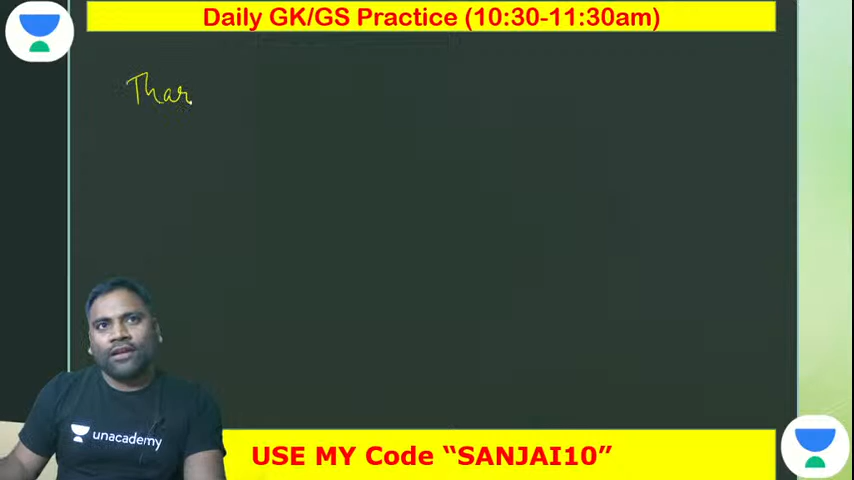 Daily GK/GS Practice (10:30-11:30am)
Thar
unacademy
USE MY Code “SANJAI10”